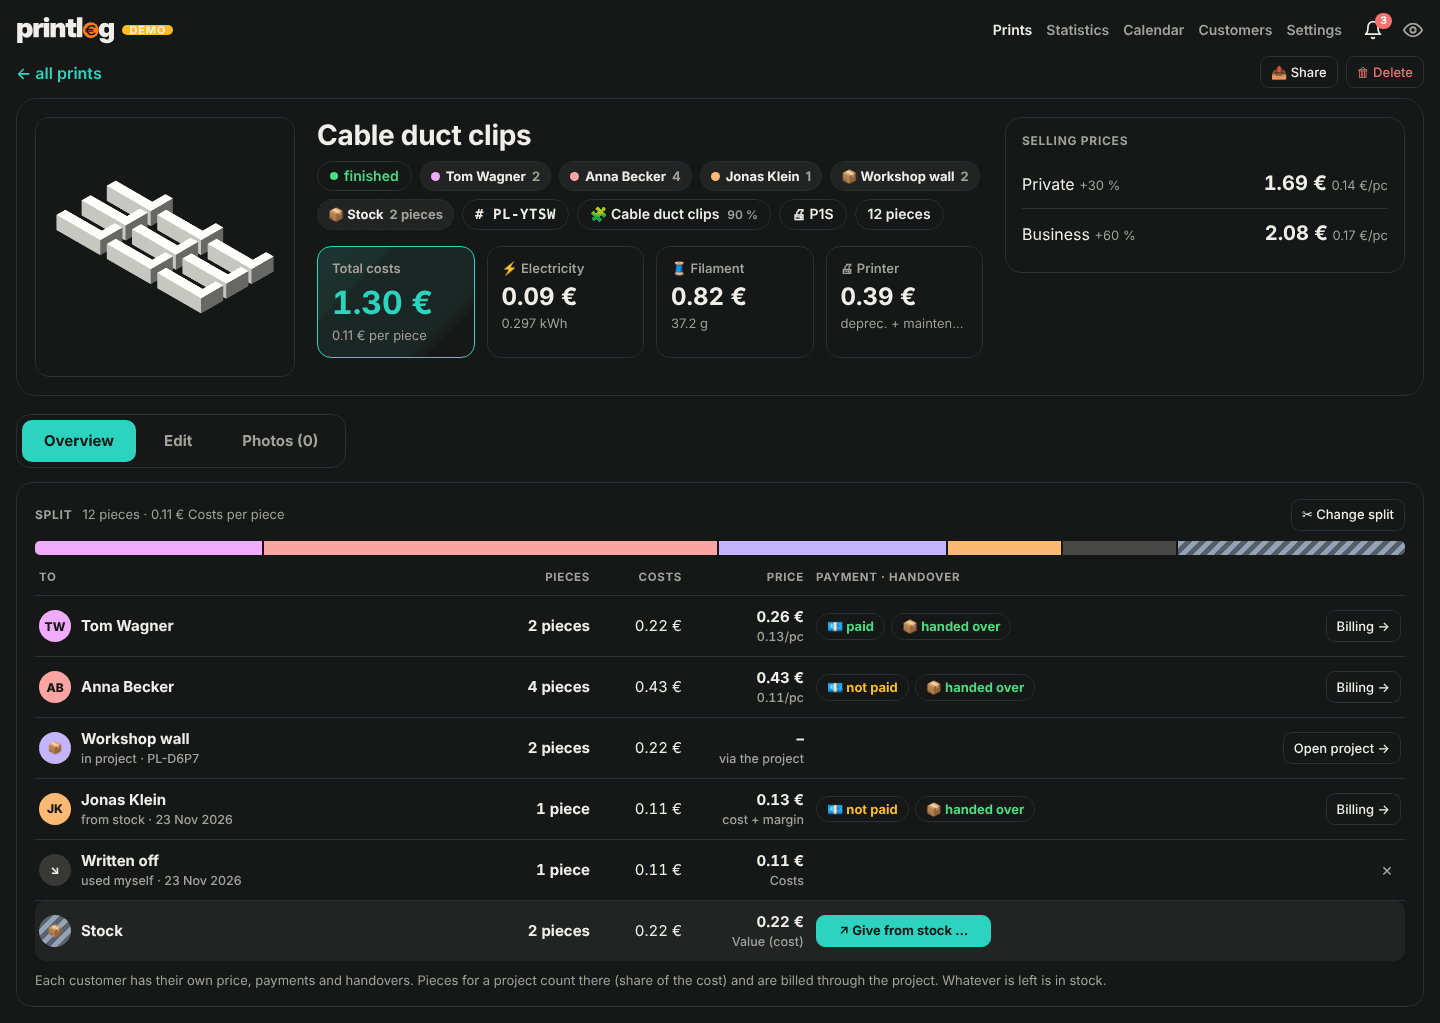 printlog DEMO
Prints Statistics Calendar Customers Settings 3
← all prints
📤 Share 🗑 Delete
Cable duct clips
finished Tom Wagner 2 Anna Becker 4 Jonas Klein 1 📦 Workshop wall 2
📦 Stock 2 pieces # PL-YTSW 🧩 Cable duct clips 90 % 🖨 P1S 12 pieces
Total costs
1.30 €
0.11 € per piece
⚡ Electricity
0.09 €
0.297 kWh
🧵 Filament
0.82 €
37.2 g
🖨 Printer
0.39 €
deprec. + mainten...
SELLING PRICES
Private +30 % 1.69 € 0.14 €/pc
Business +60 % 2.08 € 0.17 €/pc
Overview Edit Photos (0)
SPLIT 12 pieces · 0.11 € Costs per piece
✂ Change split
TO PIECES COSTS PRICE PAYMENT · HANDOVER
TW Tom Wagner 2 pieces 0.22 € 0.26 € 💶 paid 📦 handed over Billing →
0.13/pc
AB Anna Becker 4 pieces 0.43 € 0.43 € 💶 not paid 📦 handed over Billing →
0.11/pc
📦 Workshop wall 2 pieces 0.22 € – Open project →
in project · PL-D6P7 via the project
JK Jonas Klein 1 piece 0.11 € 0.13 € 💶 not paid 📦 handed over Billing →
from stock · 23 Nov 2026 cost + margin
↘ Written off 1 piece 0.11 € 0.11 € ×
used myself · 23 Nov 2026 Costs
📦 Stock 2 pieces 0.22 € 0.22 € ↗ Give from stock ...
Value (cost)
Each customer has their own price, payments and handovers. Pieces for a project count there (share of the cost) and are billed through the project. Whatever is left is in stock.